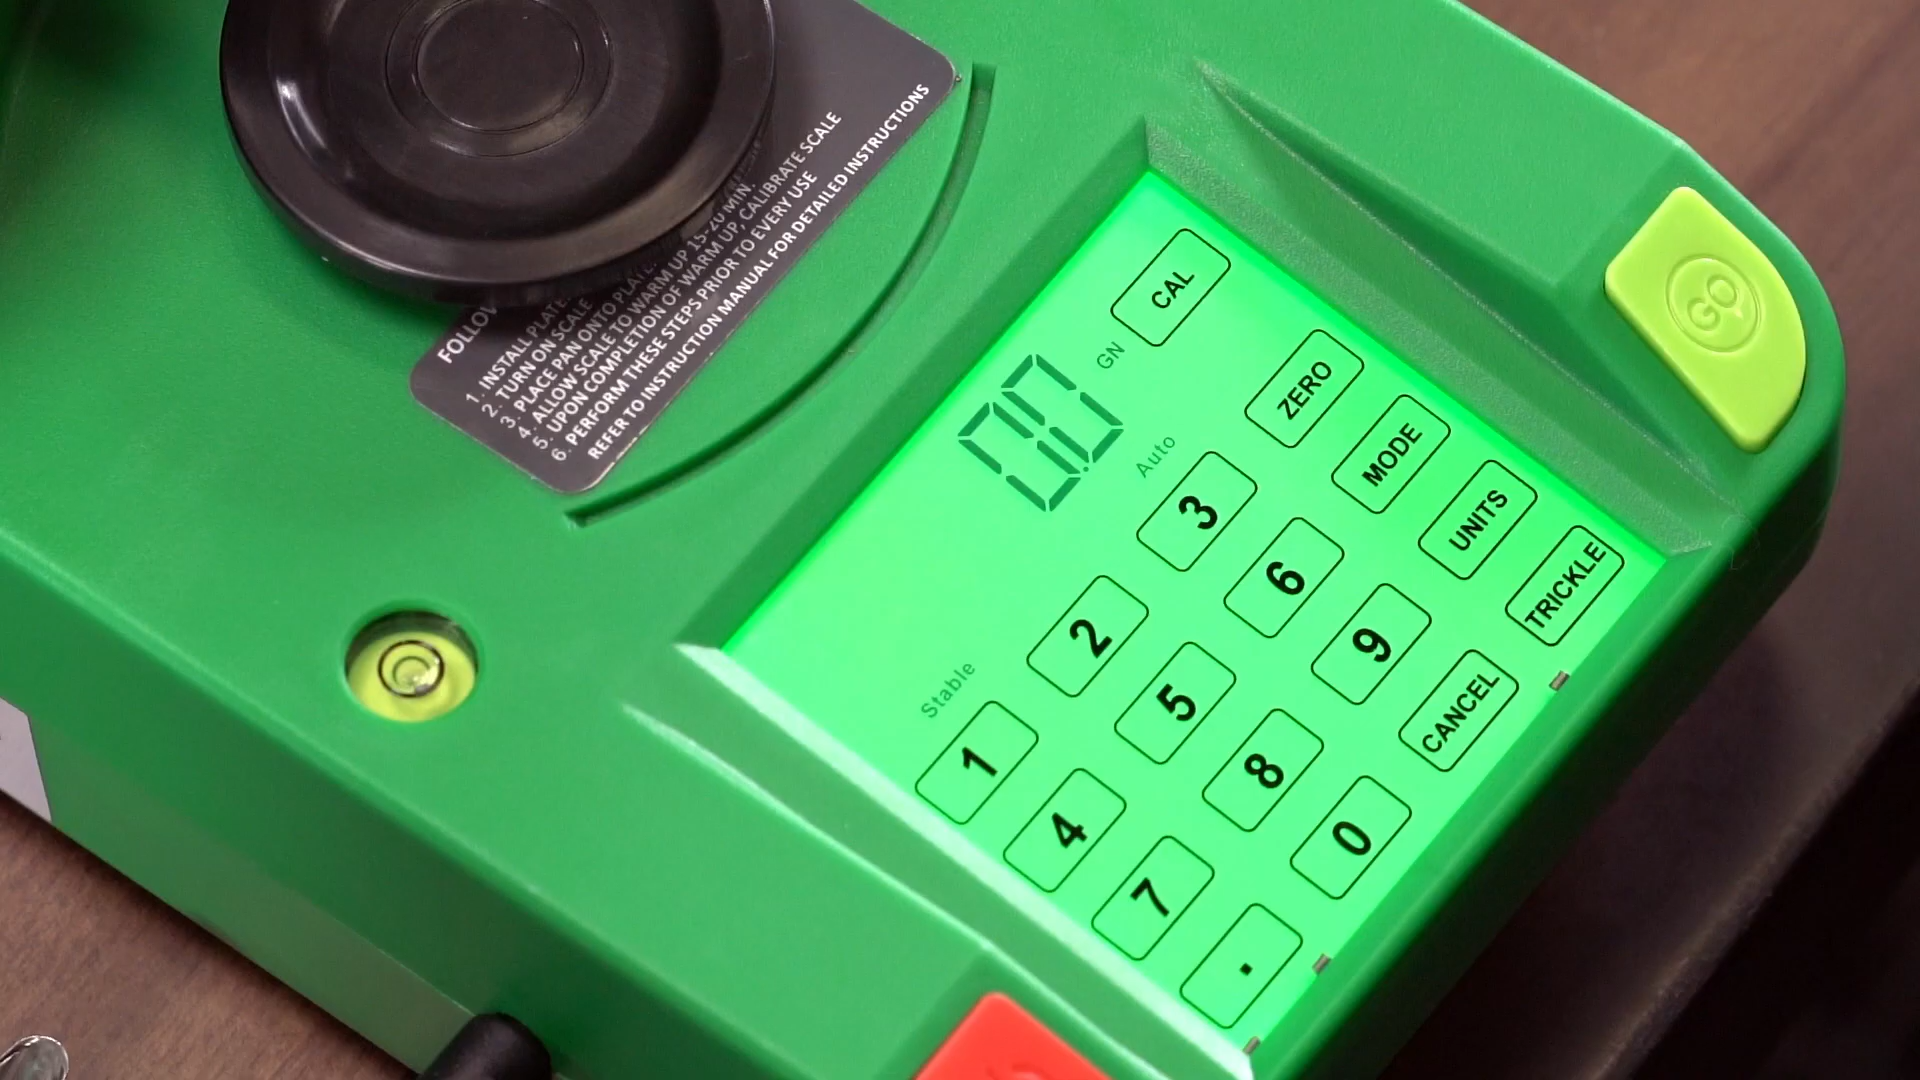 FOLLOW
1. INSTALL PLATE
2. TURN ON SCALE
3. PLACE PAN ONTO
4. ALLOW SCALE TO WARM UP 15-20 MIN.
5. UPON COMPLETION OF WARM UP, CALIBRATE SCALE
6. PERFORM THESE STEPS PRIOR TO EVERY USE
REFER TO INSTRUCTION MANUAL FOR DETAILED INSTRUCTIONS
GO
CAL
0.0 GN
Stable Auto
ZERO
1 2 3 MODE
4 5 6 UNITS
7 8 9 TRICKLE
. 0 CANCEL